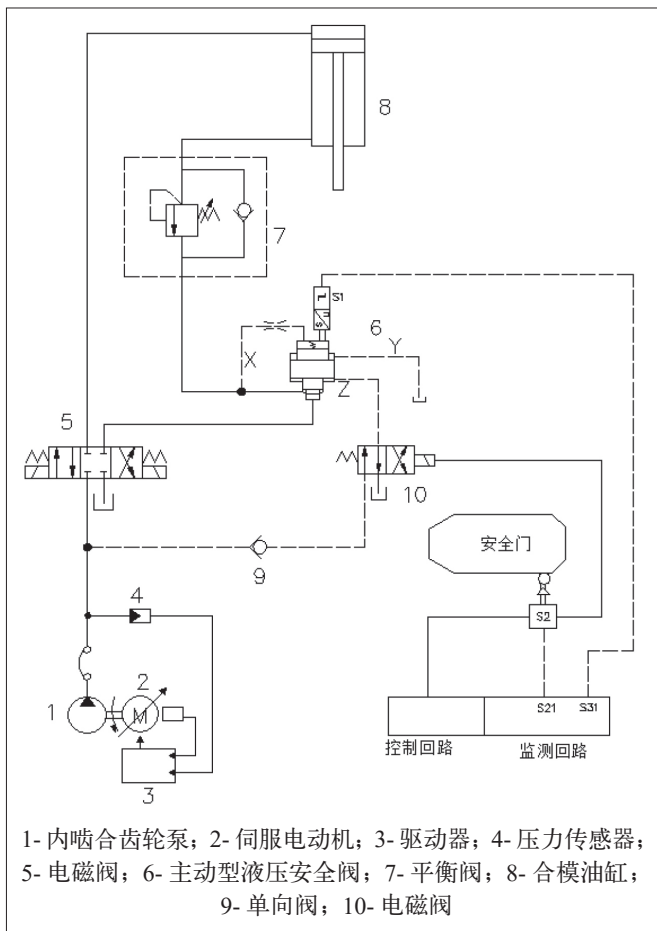 8
7
S1
S
U
6
X
Y
Z
5
10
安全门
9
4
S2
2
1
M
S21
S31
3
控制回路
监测回路
1- 内啮合齿轮泵；2- 伺服电动机；3- 驱动器；4- 压力传感器；
5- 电磁阀；6- 主动型液压安全阀；7- 平衡阀；8- 合模油缸；
9- 单向阀；10- 电磁阀